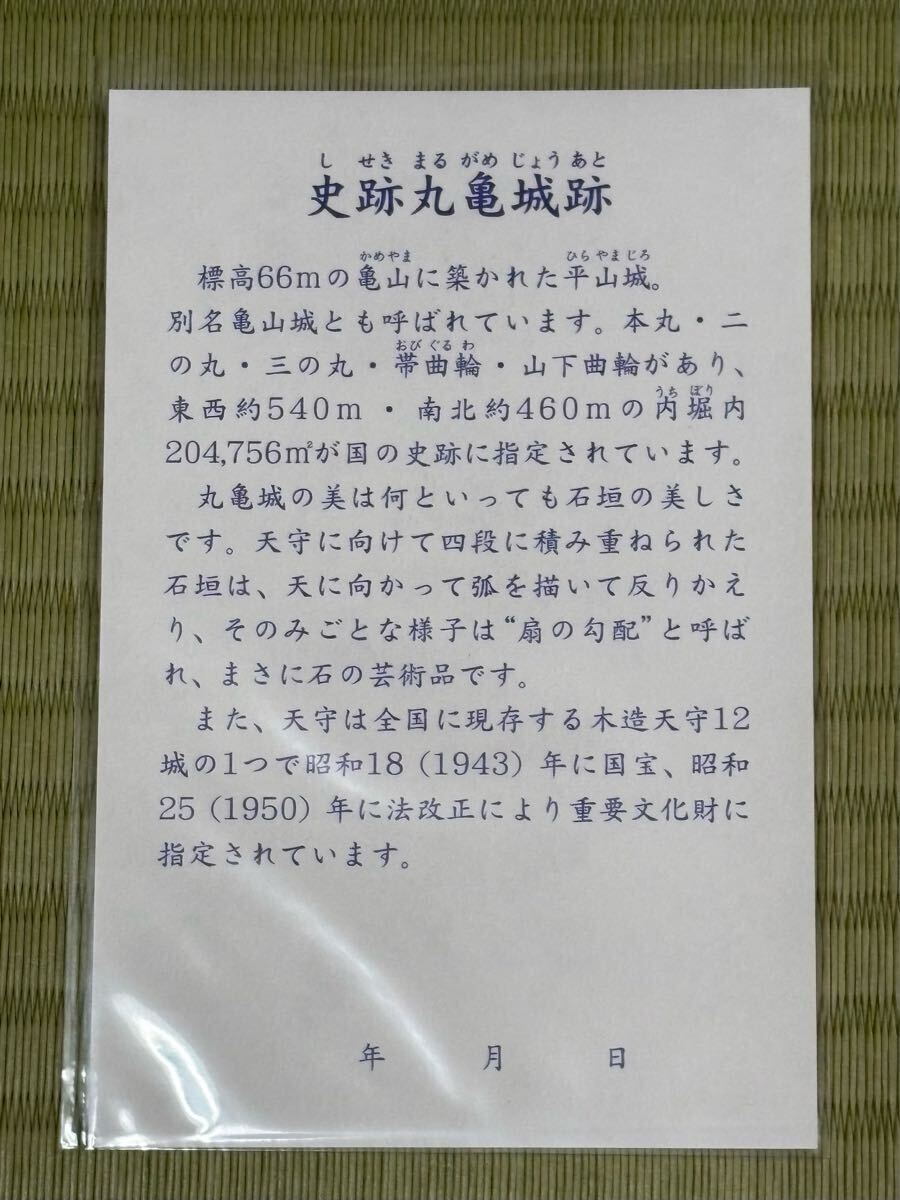 し せき まる がめ じょう あと
史跡丸亀城跡
かめやま ひらやまじろ
標高66mの亀山に築かれた平山城。
別名亀山城とも呼ばれています。本丸・二
おび ぐる わ
の丸・三の丸・帯曲輪・山下曲輪があり、
うち ぼり
東西約540m・南北約460mの内堀内
204,756㎡が国の史跡に指定されています。
丸亀城の美は何といっても石垣の美しさ
です。天守に向けて四段に積み重ねられた
石垣は、天に向かって弧を描いて反りかえ
り、そのみごとな様子は“扇の勾配”と呼ば
れ、まさに石の芸術品です。
また、天守は全国に現存する木造天守12
城の1つで昭和18(1943)年に国宝、昭和
25(1950)年に法改正により重要文化財に
指定されています。
年 月 日